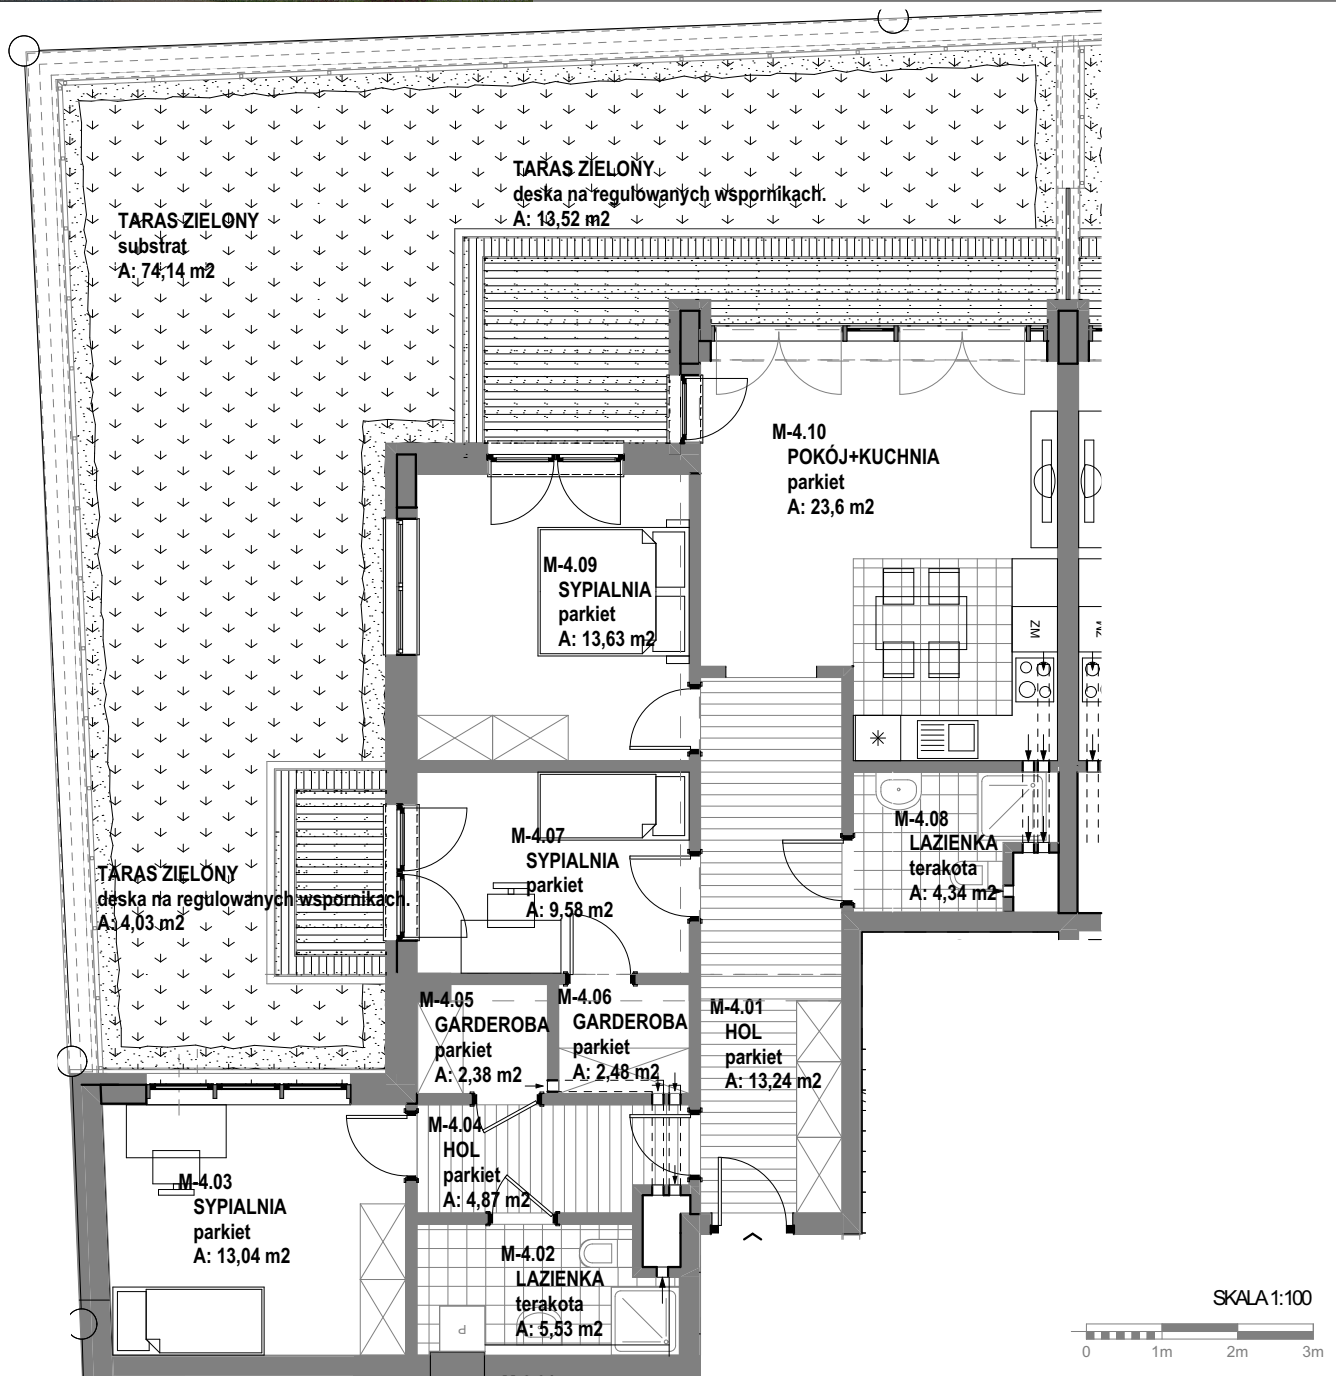 TARAS ZIELONY
deska na regulowanych wspornikach.
A: 13,52 m2
TARAS ZIELONY
substrat
A: 74,14 m2
M-4.10
POKÓJ+KUCHNIA
parkiet
A: 23,6 m2
M-4.09
SYPIALNIA
parkiet
A: 13,63 m2
ZM
M-4.08
LAZIENKA
terakota
A: 4,34 m2
M-4.07
SYPIALNIA
parkiet
A: 9,58 m2
TARAS ZIELONY
deska na regulowanych wspornikach.
A: 4,03 m2
M-4.05
GARDEROBA
parkiet
A: 2,38 m2
M-4.06
GARDEROBA
parkiet
A: 2,48 m2
M-4.01
HOL
parkiet
A: 13,24 m2
M-4.04
HOL
parkiet
A: 4,87 m2
M-4.03
SYPIALNIA
parkiet
A: 13,04 m2
M-4.02
LAZIENKA
terakota
A: 5,53 m2
P
SKALA 1:100
0 1m 2m 3m